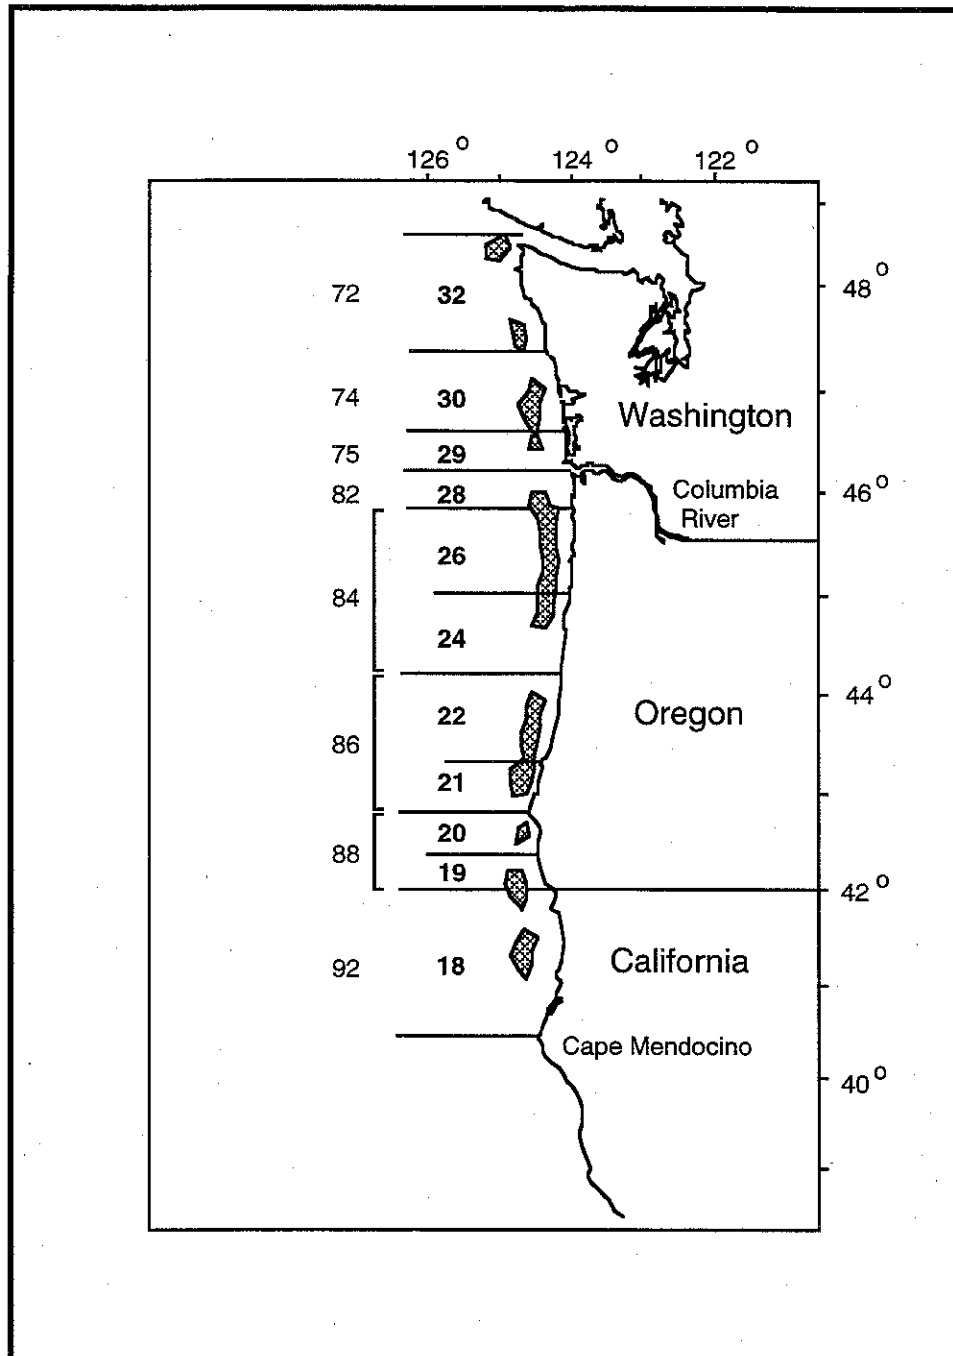 126° 124° 122°
72 32 48°
74 30 Washington
75 29
82 28 Columbia 46°
River
26
84
24
22 Oregon 44°
86
21
20
88
19 42°
92 18 California
Cape Mendocino
40°